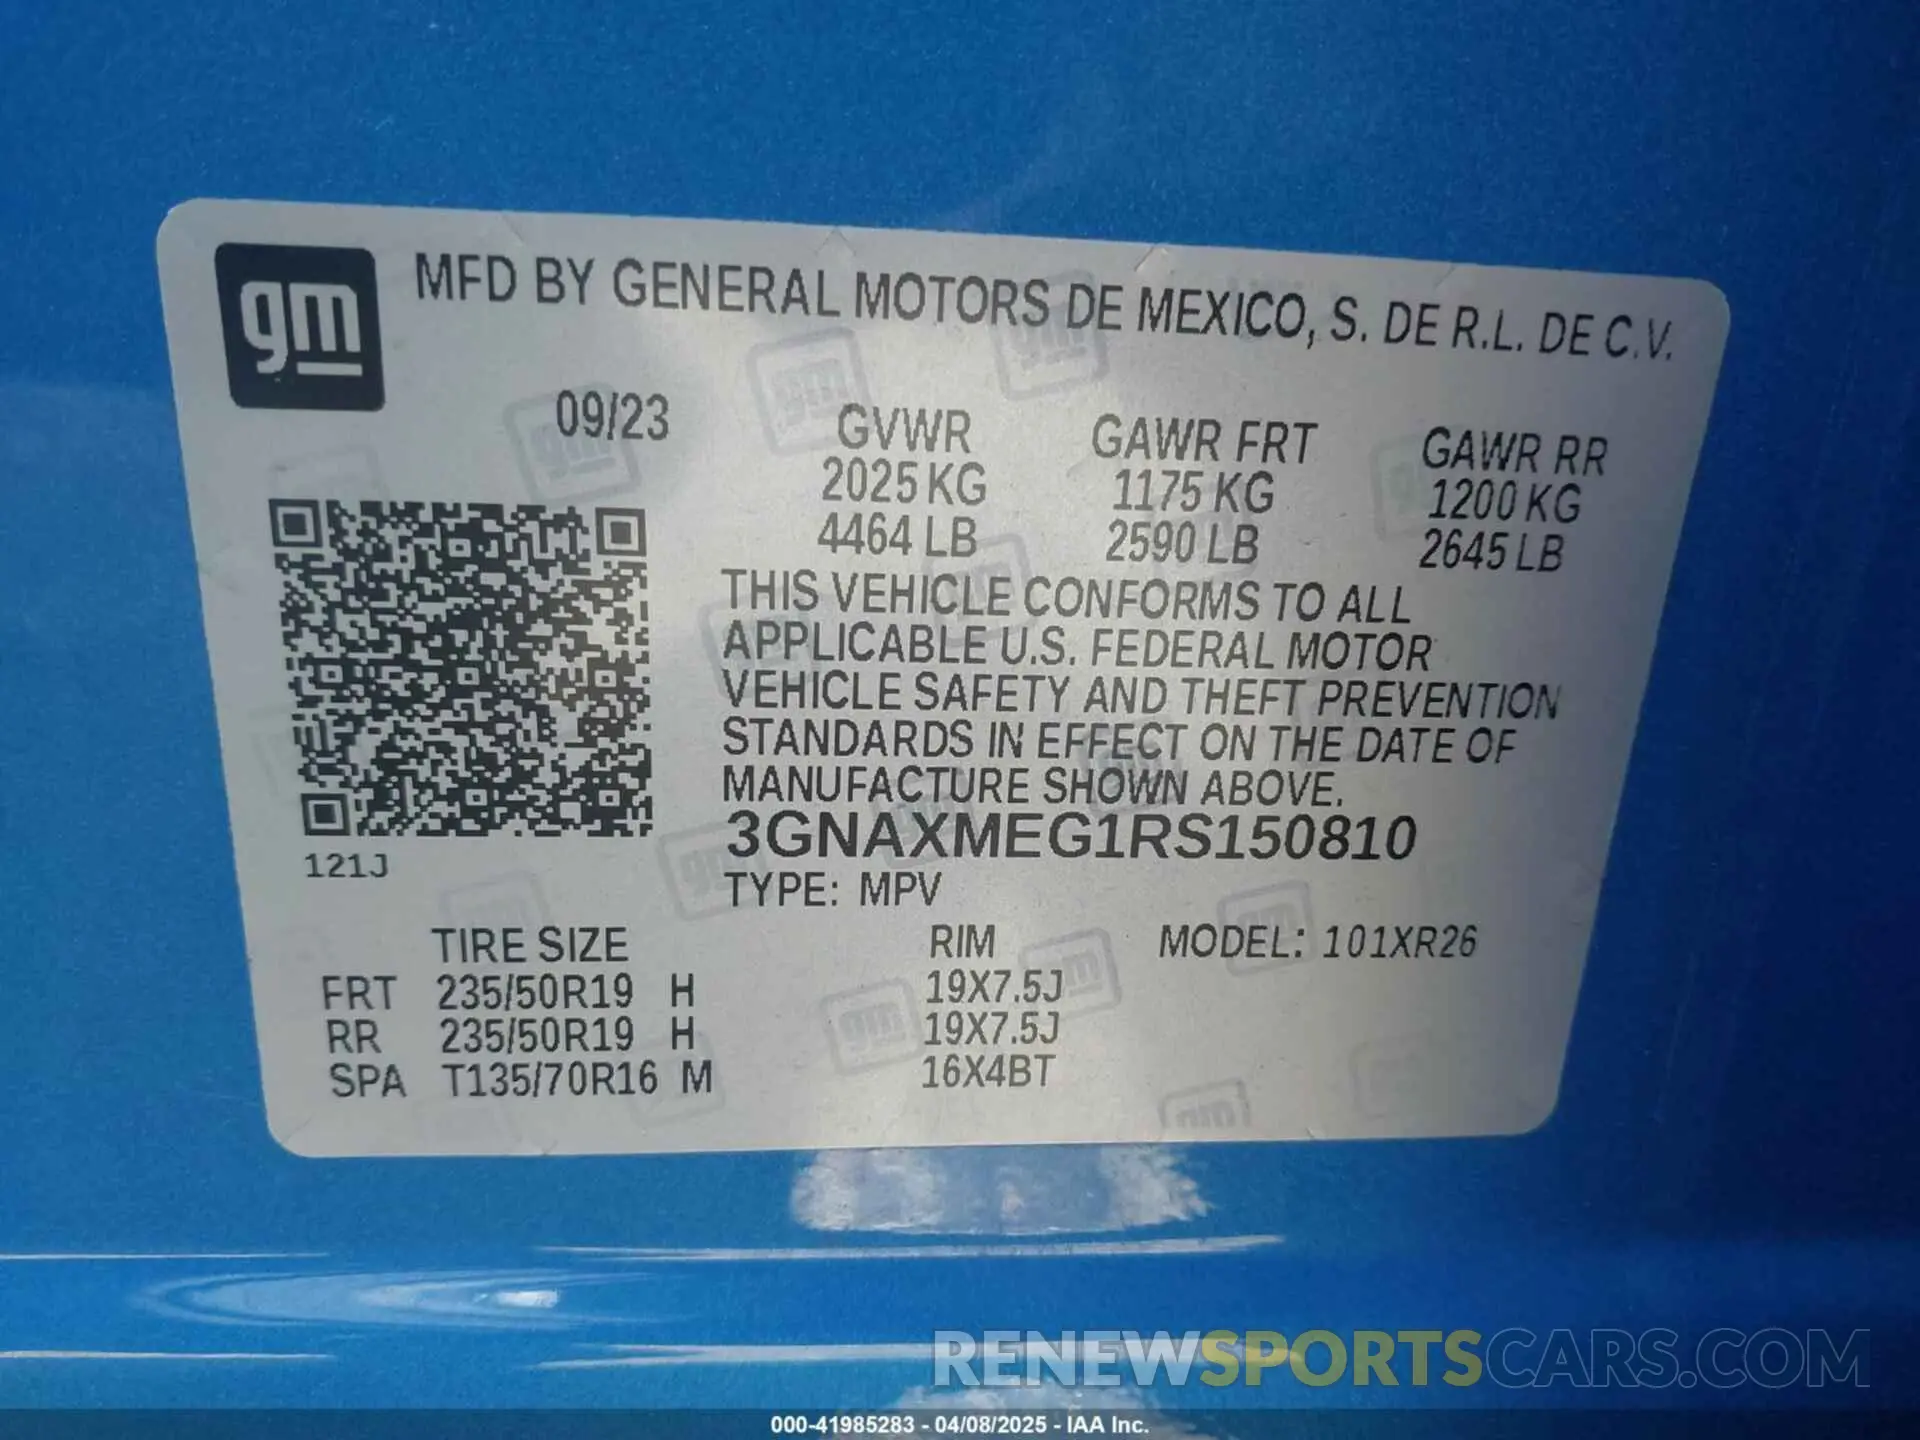 gm
MFD BY GENERAL MOTORS DE MEXICO, S. DE R.L. DE C.V.
09/23
GVWR GAWR FRT GAWR RR
2025 KG 1175 KG 1200 KG
4464 LB 2590 LB 2645 LB
THIS VEHICLE CONFORMS TO ALL
APPLICABLE U.S. FEDERAL MOTOR
VEHICLE SAFETY AND THEFT PREVENTION
STANDARDS IN EFFECT ON THE DATE OF
MANUFACTURE SHOWN ABOVE.
3GNAXMEG1RS150810
121J
TYPE: MPV
TIRE SIZE RIM MODEL: 101XR26
FRT 235/50R19 H 19X7.5J
RR 235/50R19 H 19X7.5J
SPA T135/70R16 M 16X4BT
RENEWSPORTSCARS.COM
000-41985283 - 04/08/2025 - IAA Inc.